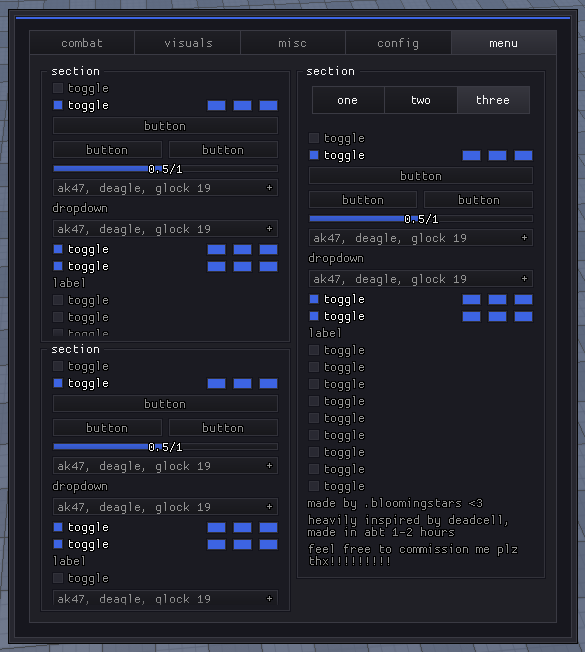 combat visuals misc config menu
section
toggle
toggle
button
button button
0.5/1
ak47, deagle, glock 19 +
dropdown
ak47, deagle, glock 19 +
toggle
toggle
label
toggle
toggle
toggle
section
toggle
toggle
button
button button
0.5/1
ak47, deagle, glock 19 +
dropdown
ak47, deagle, glock 19 +
toggle
toggle
label
toggle
ak47, deagle, glock 19 +
section
one two three
toggle
toggle
button
button button
0.5/1
ak47, deagle, glock 19 +
dropdown
ak47, deagle, glock 19 +
toggle
toggle
label
toggle
toggle
toggle
toggle
toggle
toggle
toggle
toggle
toggle
made by .bloomingstars <3
heavily inspired by deadcell,
made in abt 1-2 hours
feel free to commission me plz
thx!!!!!!!!!